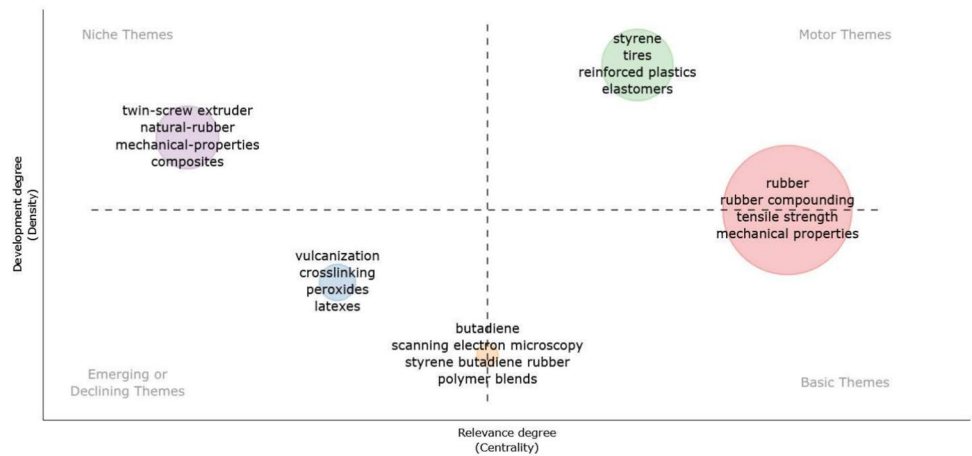 Niche Themes
Motor Themes
styrene
tires
reinforced plastics
elastomers
twin-screw extruder
natural-rubber
mechanical-properties
composites
rubber
rubber compounding
tensile strength
mechanical properties
Development degree
(Density)
vulcanization
crosslinking
peroxides
latexes
butadiene
scanning electron microscopy
styrene butadiene rubber
polymer blends
Emerging or
Declining Themes
Basic Themes
Relevance degree
(Centrality)